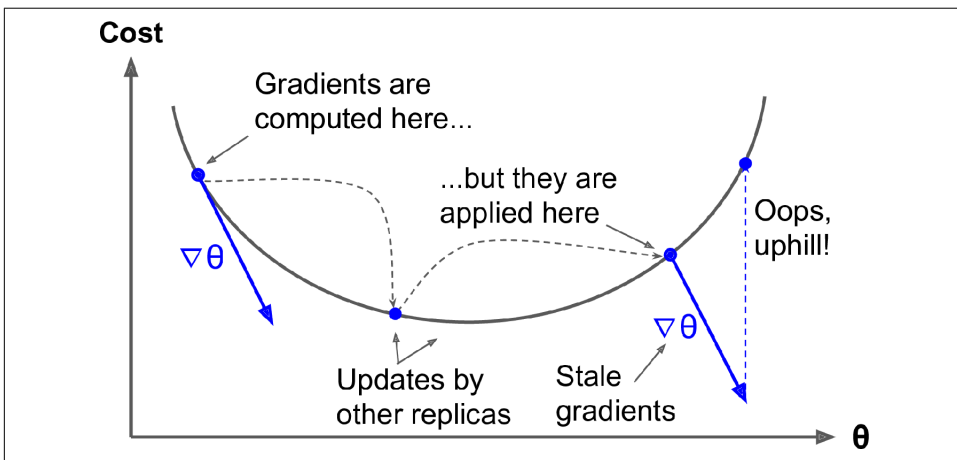 Cost
Gradients are
computed here...
...but they are
applied here
Oops,
uphill!
∇θ
∇θ
Updates by
other replicas
Stale
gradients
θ